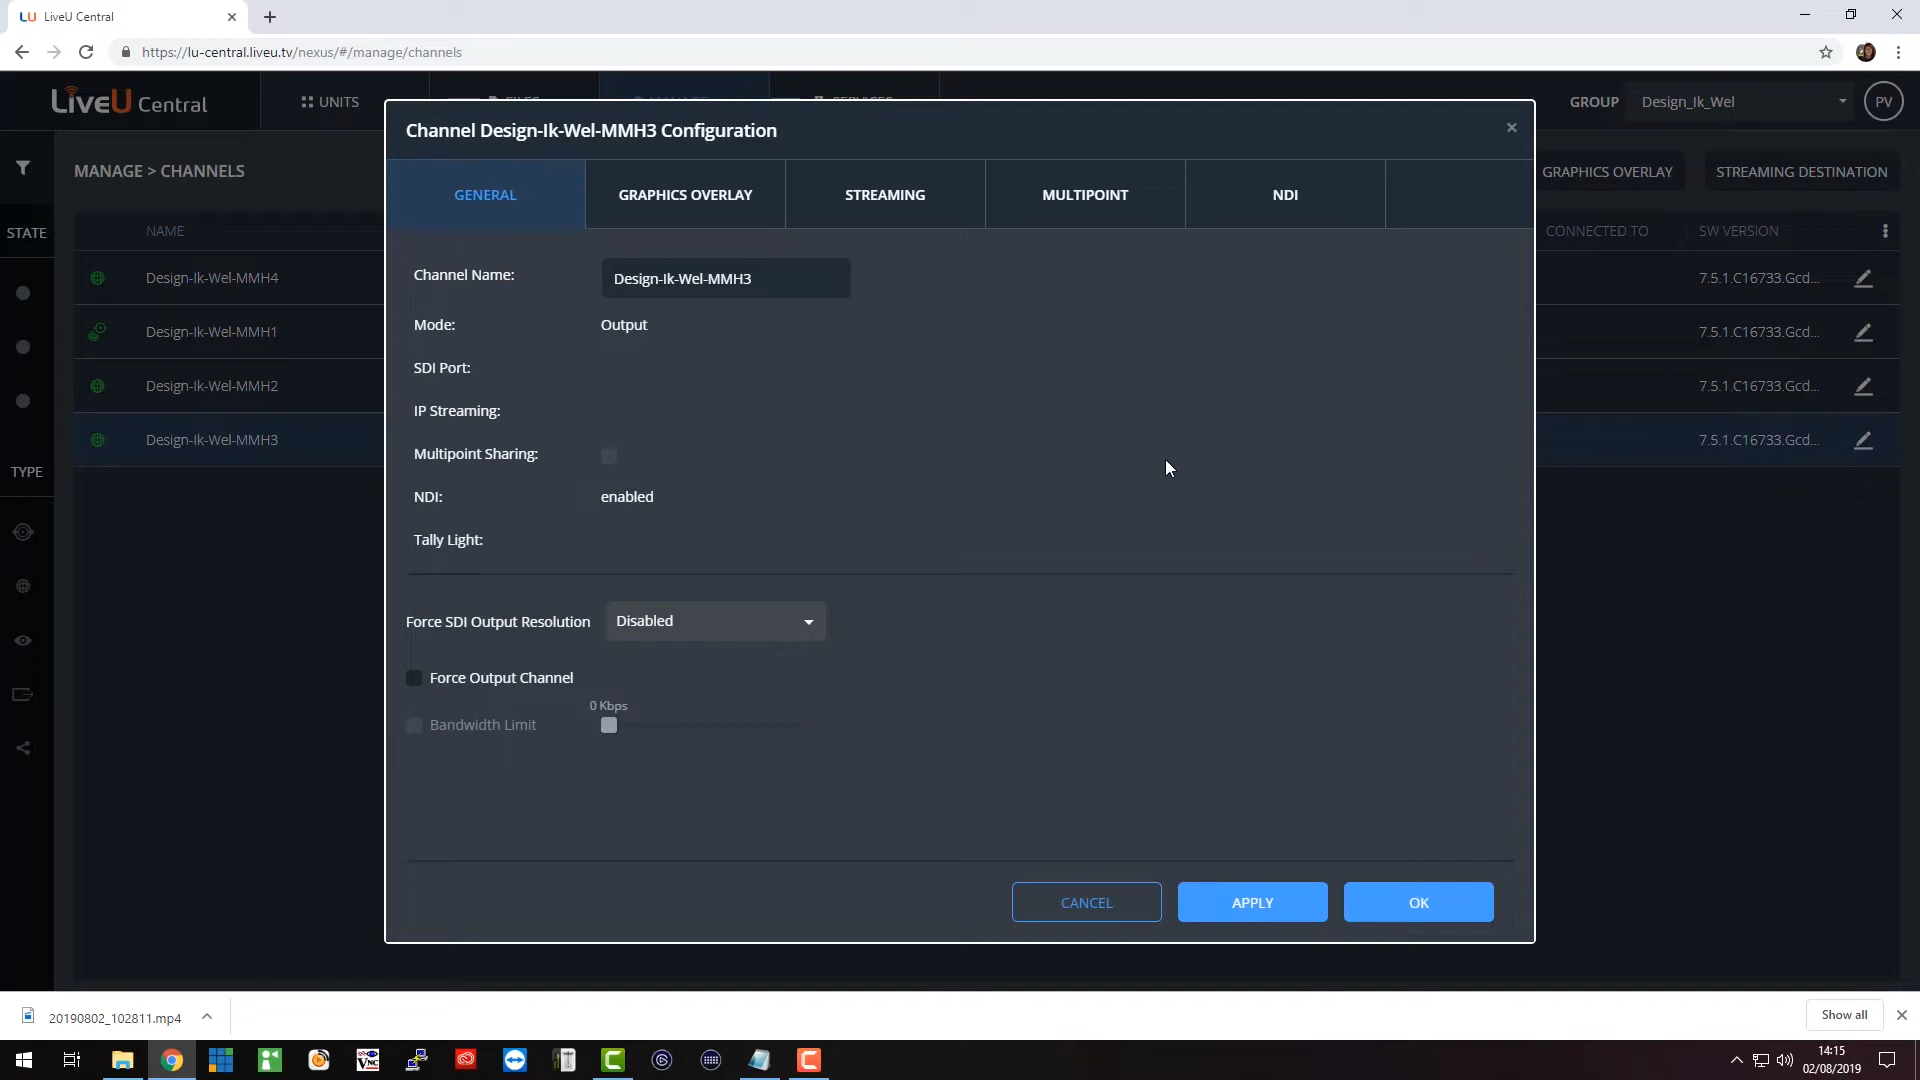 LU LiveU Central
https://lu-central.liveu.tv/nexus/#/manage/channels
LiveU Central
UNITS
GROUP
Design_Ik_Wel
PV
MANAGE > CHANNELS
GRAPHICS OVERLAY
STREAMING DESTINATION
STATE
NAME
CONNECTED TO
SW VERSION
Design-Ik-Wel-MMH4
7.5.1.C16733.Gcd...
Design-Ik-Wel-MMH1
7.5.1.C16733.Gcd...
Design-Ik-Wel-MMH2
7.5.1.C16733.Gcd...
Design-Ik-Wel-MMH3
7.5.1.C16733.Gcd...
TYPE
Channel Design-Ik-Wel-MMH3 Configuration
GENERAL
GRAPHICS OVERLAY
STREAMING
MULTIPOINT
NDI
Channel Name:
Design-Ik-Wel-MMH3
Mode:
Output
SDI Port:
IP Streaming:
Multipoint Sharing:
NDI:
enabled
Tally Light:
Force SDI Output Resolution
Disabled
Force Output Channel
0 Kbps
Bandwidth Limit
CANCEL
APPLY
OK
20190802_102811.mp4
Show all
14:15
02/08/2019